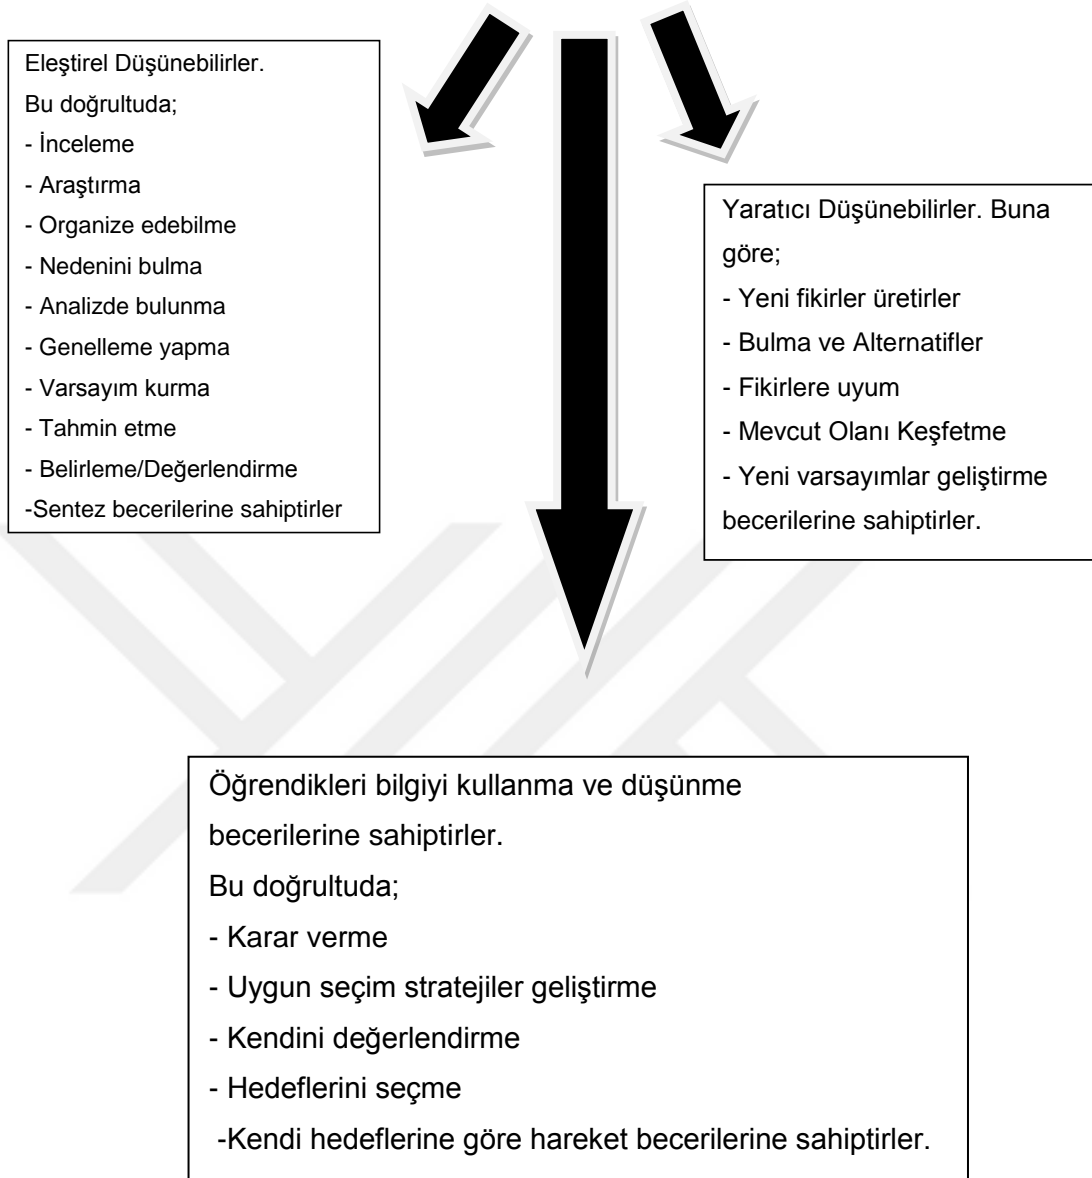 Eleştirel Düşünebilirler.
Bu doğrultuda;
- İnceleme
- Araştırma
- Organize edebilme
- Nedenini bulma
- Analizde bulunma
- Genelleme yapma
- Varsayım kurma
- Tahmin etme
- Belirleme/Değerlendirme
-Sentez becerilerine sahiptirler
Yaratıcı Düşünebilirler. Buna
göre;
- Yeni fikirler üretirler
- Bulma ve Alternatifler
- Fikirlere uyum
- Mevcut Olanı Keşfetme
- Yeni varsayımlar geliştirme
becerilerine sahiptirler.
Öğrendikleri bilgiyi kullanma ve düşünme
becerilerine sahiptirler.
Bu doğrultuda;
- Karar verme
- Uygun seçim stratejiler geliştirme
- Kendini değerlendirme
- Hedeflerini seçme
-Kendi hedeflerine göre hareket becerilerine sahiptirler.